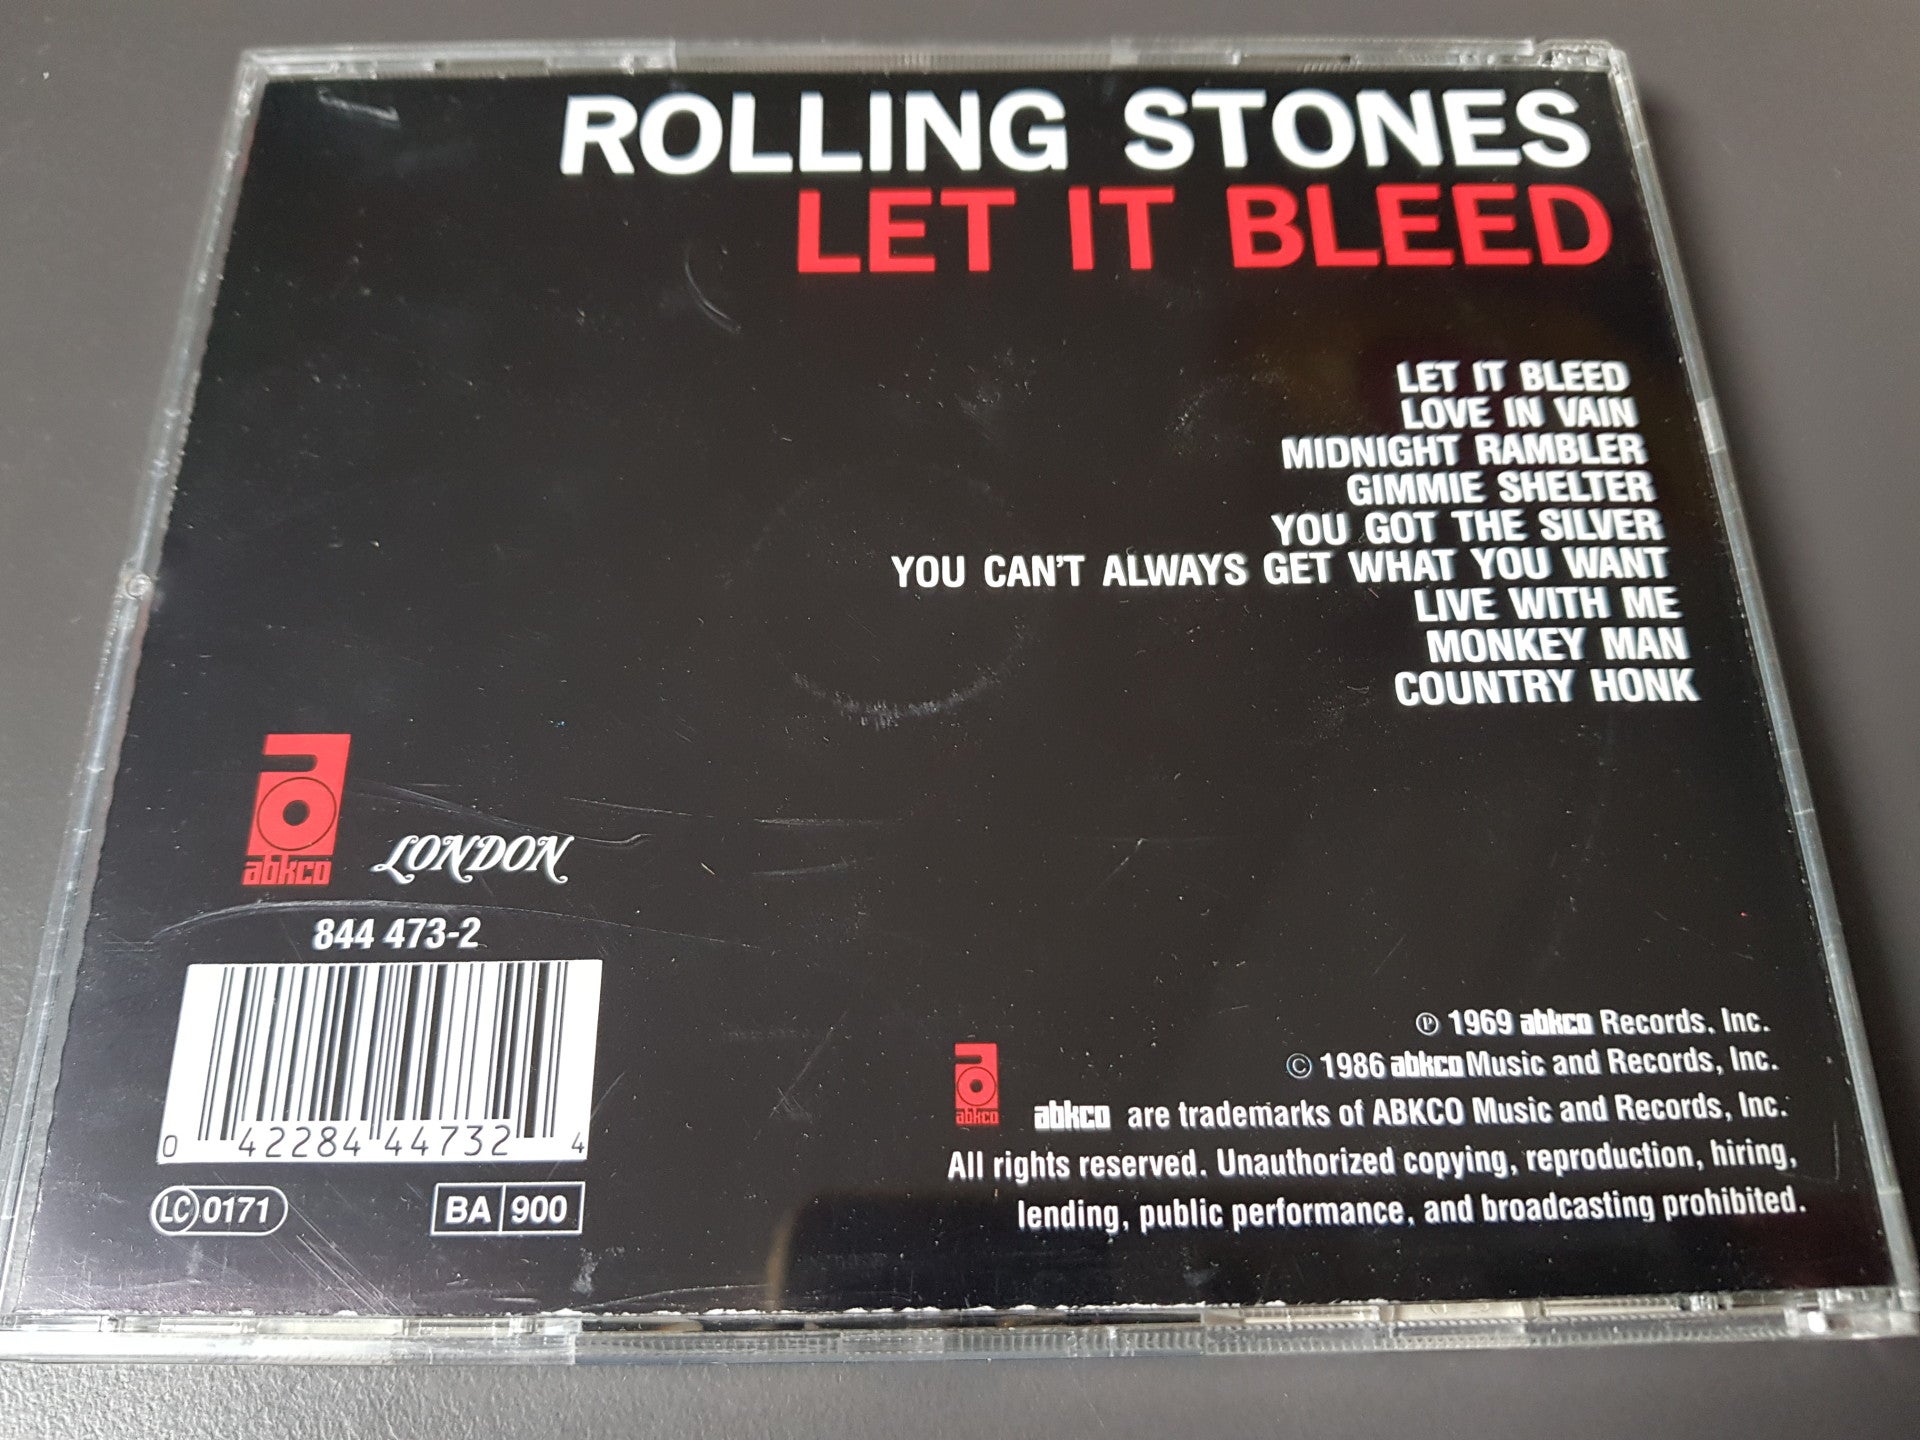 ROLLING STONES
LET IT BLEED
LET IT BLEED
LOVE IN VAIN
MIDNIGHT RAMBLER
GIMMIE SHELTER
YOU GOT THE SILVER
YOU CAN'T ALWAYS GET WHAT YOU WANT
LIVE WITH ME
MONKEY MAN
COUNTRY HONK
abkco
LONDON
844 473-2
0 42284 44732 4
LC 0171
BA 900
℗ 1969 abkco Records. Inc.
© 1986 abkco Music and Records, Inc.
abkco abkco are trademarks of ABKCO Music and Records, Inc.
All rights reserved. Unauthorized copying, reproduction, hiring,
lending, public performance, and broadcasting prohibited.